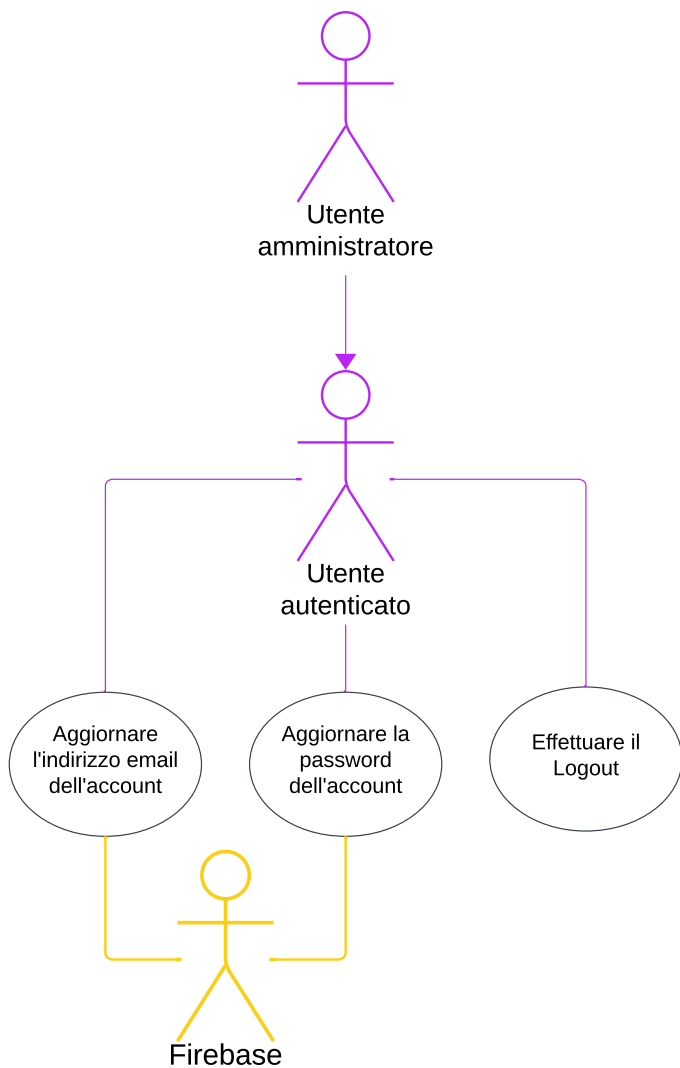 Utente
amministratore
Utente
autenticato
Aggiornare
l'indirizzo email
dell'account
Aggiornare la
password
dell'account
Effettuare il
Logout
Firebase